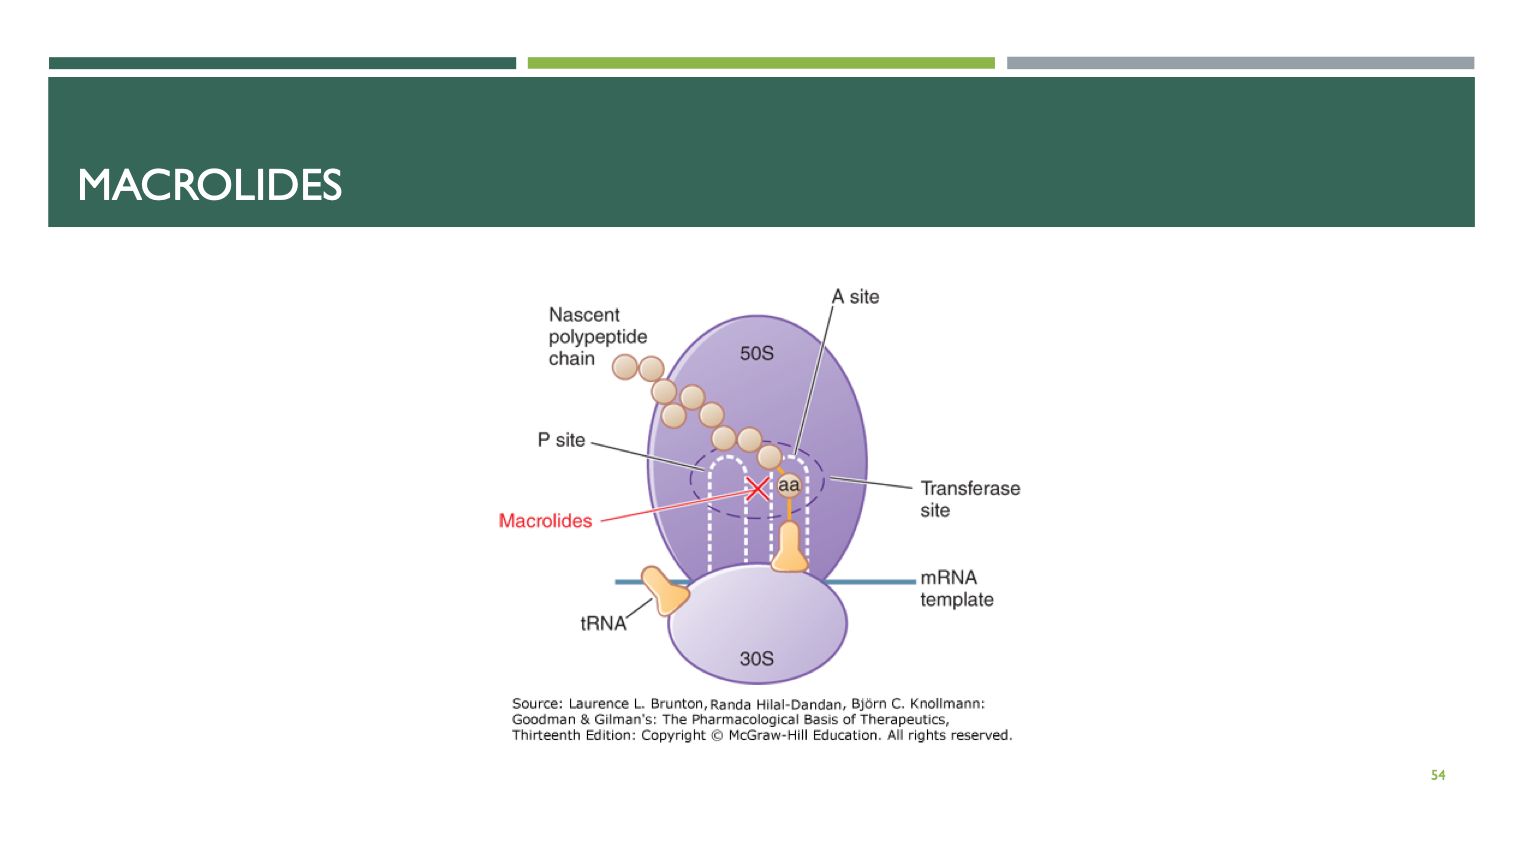 MACROLIDES
A site
Nascent
polypeptide
chain
50S
P site
aa
Transferase
site
Macrolides
mRNA
template
tRNA
30S
Source: Laurence L. Brunton, Randa Hilal-Dandan, Björn C. Knollmann:
Goodman & Gilman's: The Pharmacological Basis of Therapeutics,
Thirteenth Edition: Copyright © McGraw-Hill Education. All rights reserved.
54